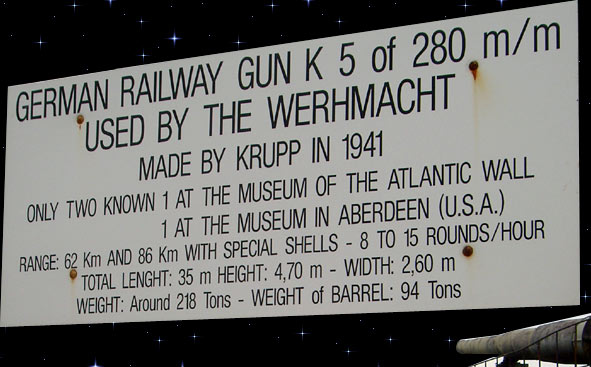 GERMAN RAILWAY GUN K 5 of 280 m/m
USED BY THE WERHMACHT
MADE BY KRUPP IN 1941
ONLY TWO KNOWN 1 AT THE MUSEUM OF THE ATLANTIC WALL
1 AT THE MUSEUM IN ABERDEEN (U.S.A.)
RANGE: 62 Km AND 86 Km WITH SPECIAL SHELLS - 8 TO 15 ROUNDS/HOUR
TOTAL LENGHT: 35 m HEIGHT: 4,70 m - WIDTH: 2,60 m
WEIGHT: Around 218 Tons - WEIGHT of BARREL: 94 Tons